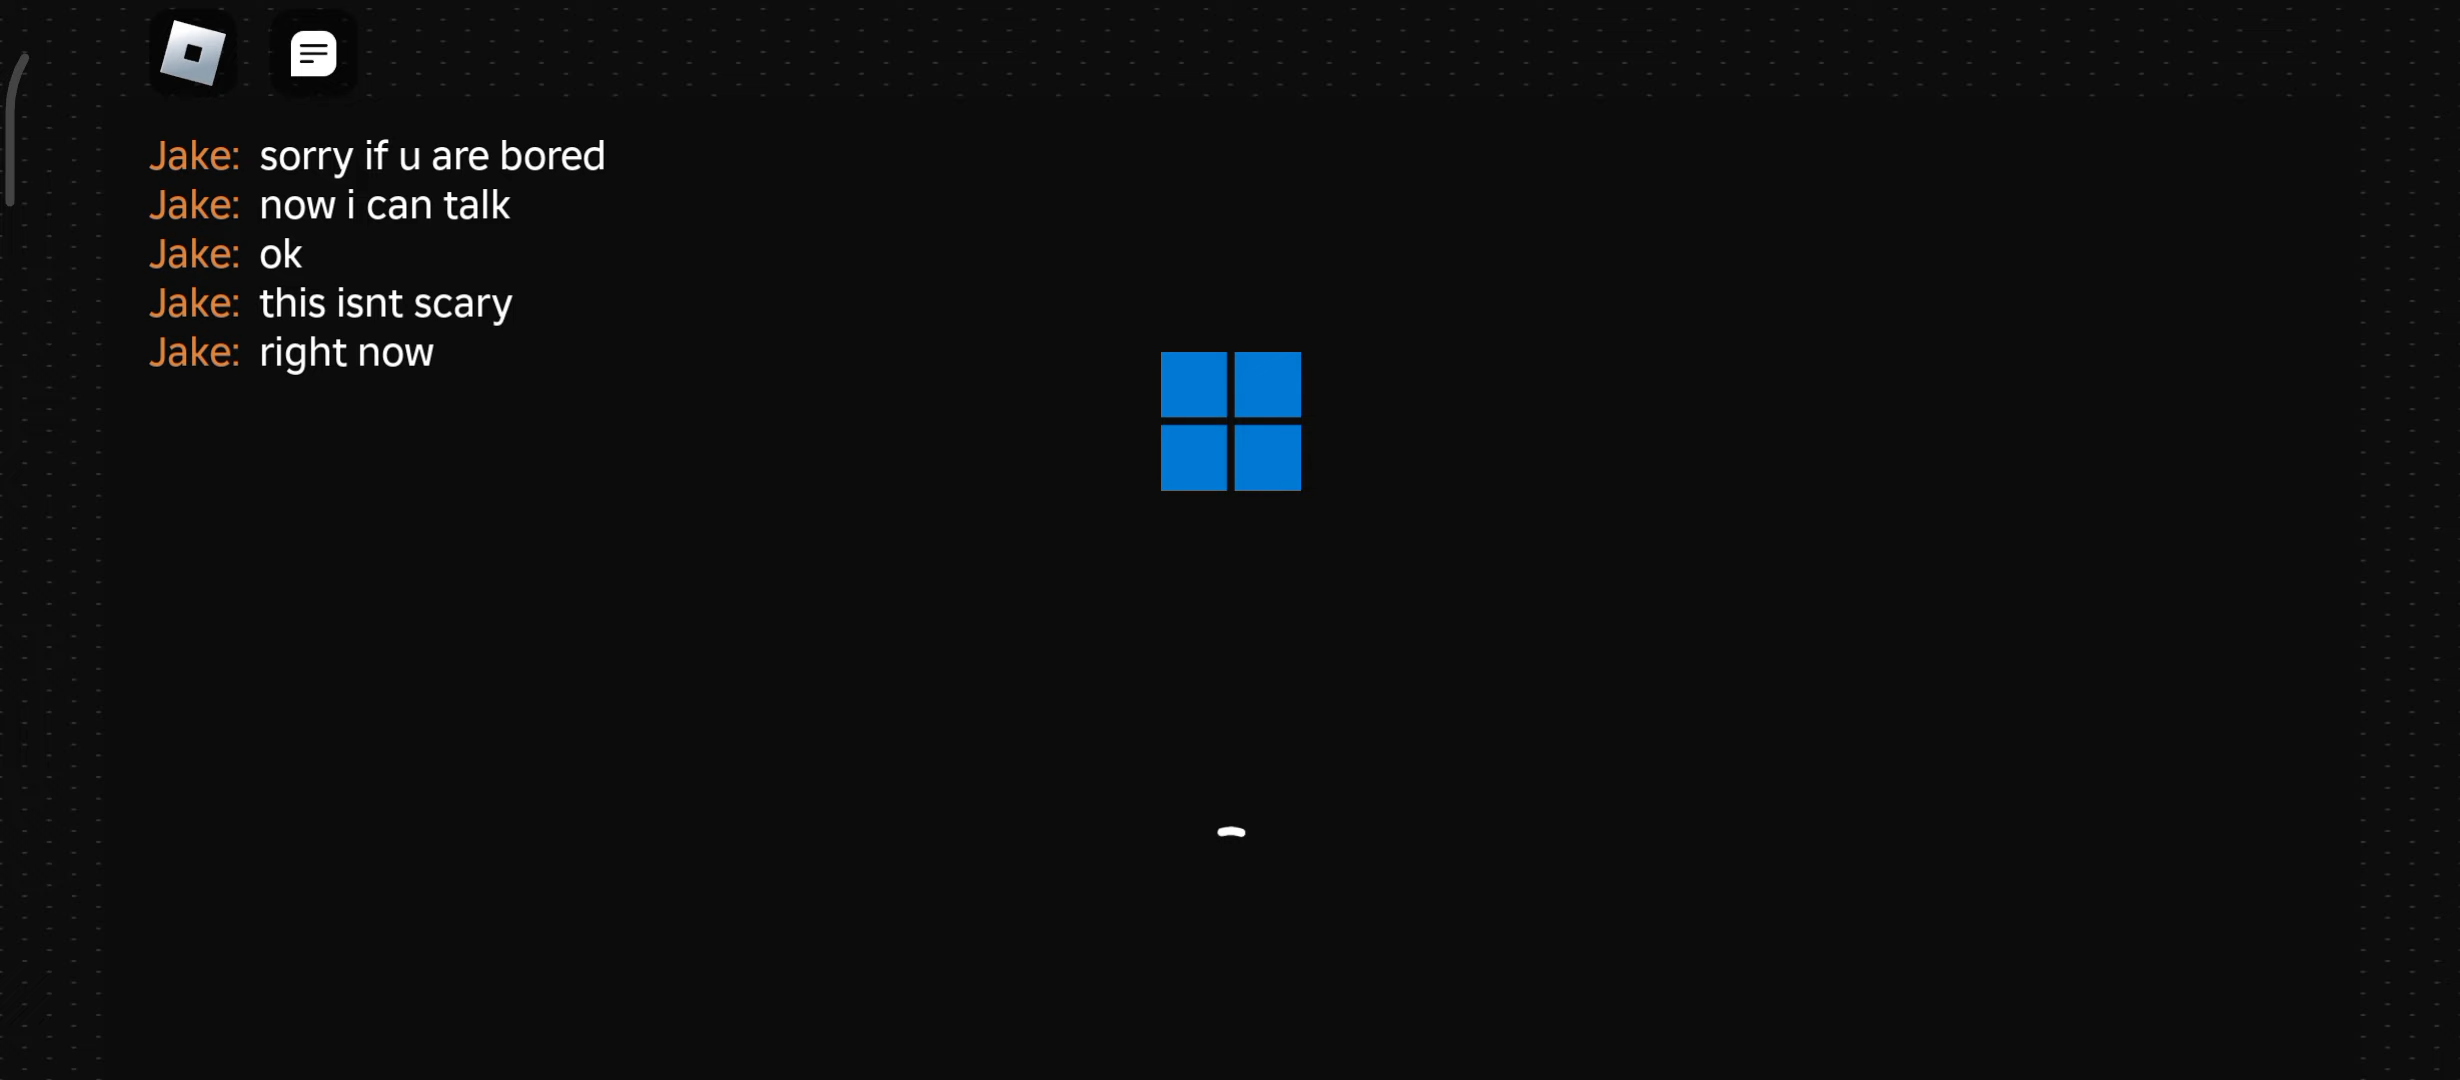 Jake: sorry if u are bored
Jake: now i can talk
Jake: ok
Jake: this isnt scary
Jake: right now